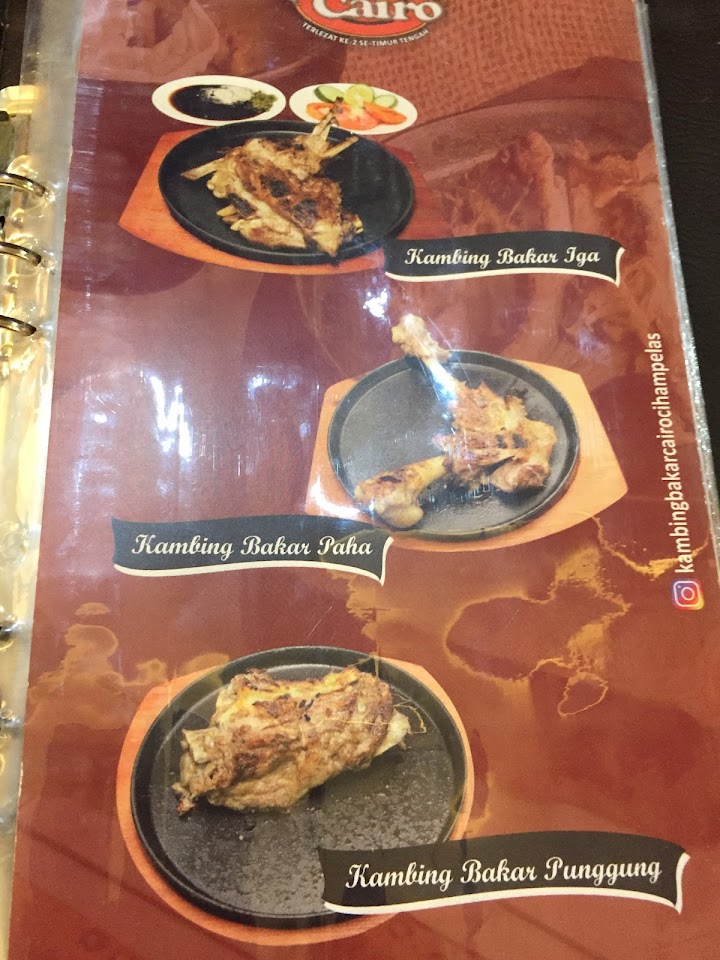 Cairo
TERLEZAT KE-2 SE-TIMUR TENGAH
Kambing Bakar Iga
kambingbakarcairocihampelas
Kambing Bakar Paha
Kambing Bakar Punggung